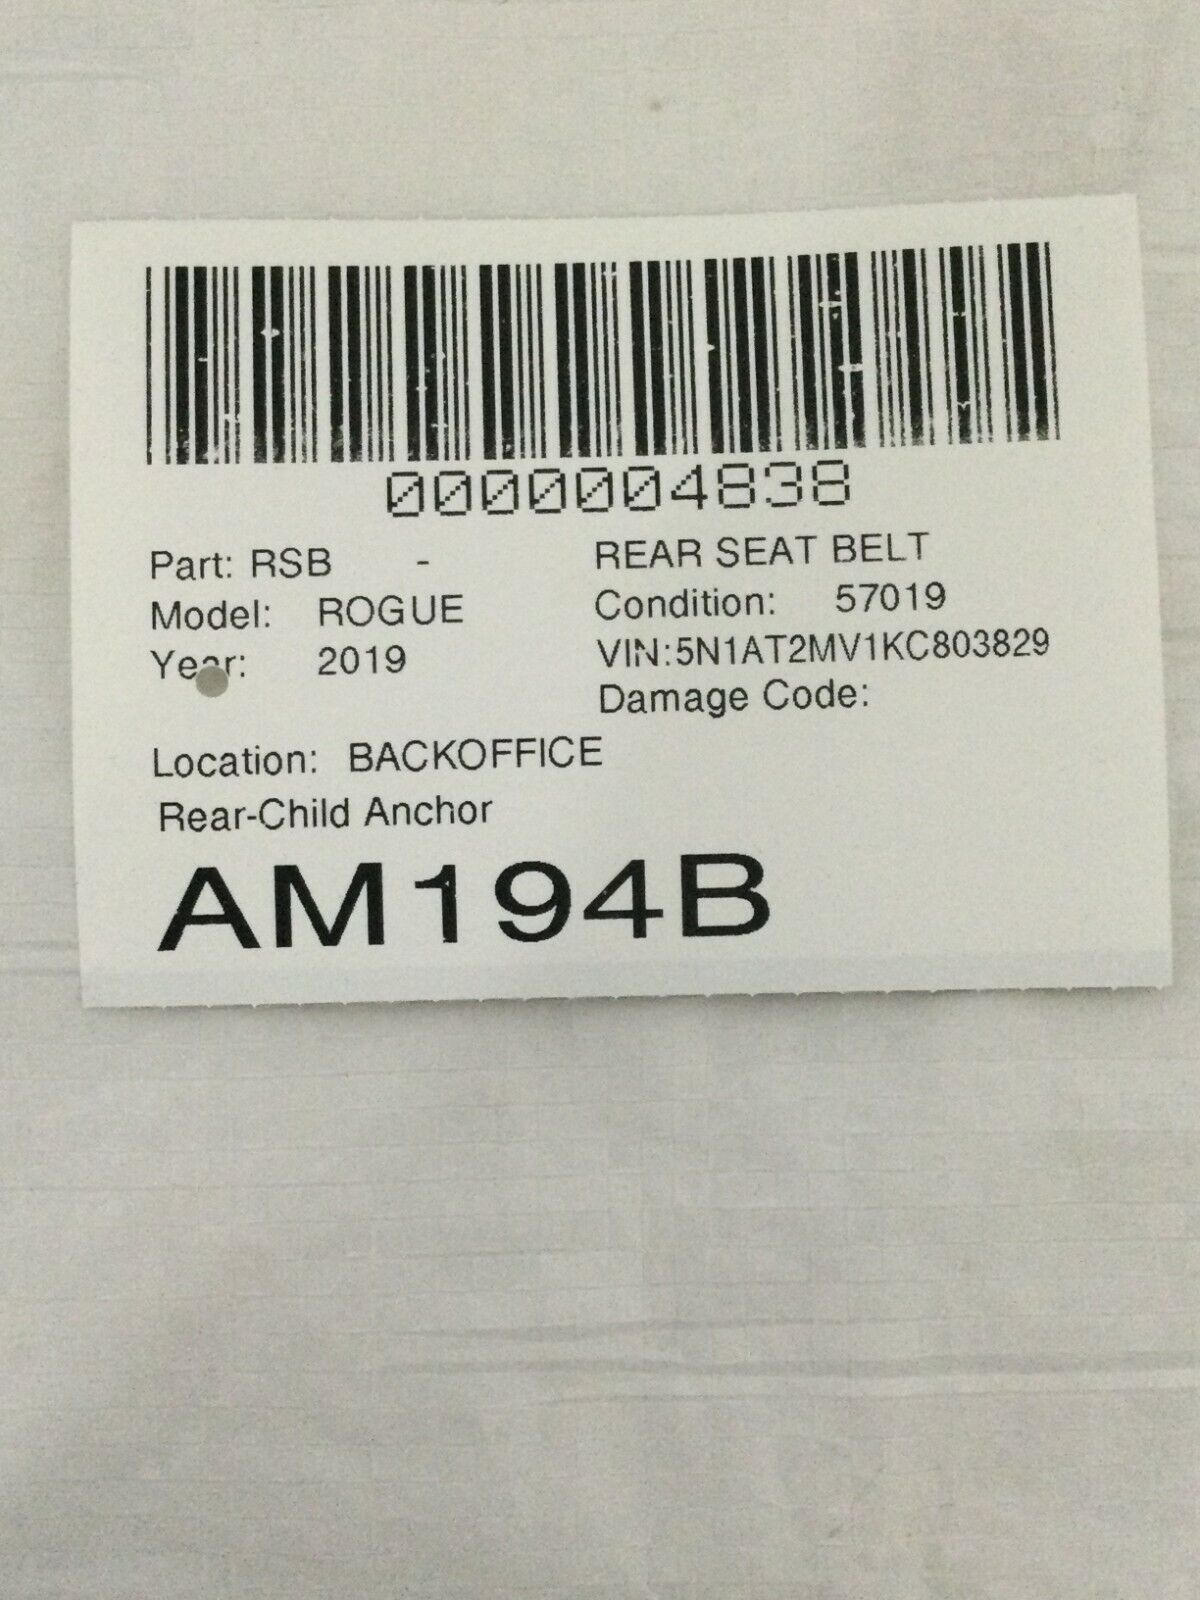 0000004838
Part: RSB - REAR SEAT BELT
Model: ROGUE Condition: 57019
Year: 2019 VIN:5N1AT2MV1KC803829
Damage Code:
Location: BACKOFFICE
Rear-Child Anchor
AM194B